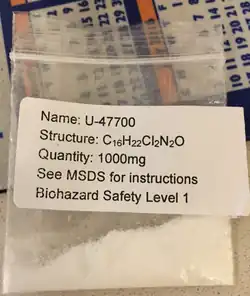 Name: U-47700
Structure: C₁₆H₂₂Cl₂N₂O
Quantity: 1000mg
See MSDS for instructions
Biohazard Safety Level 1